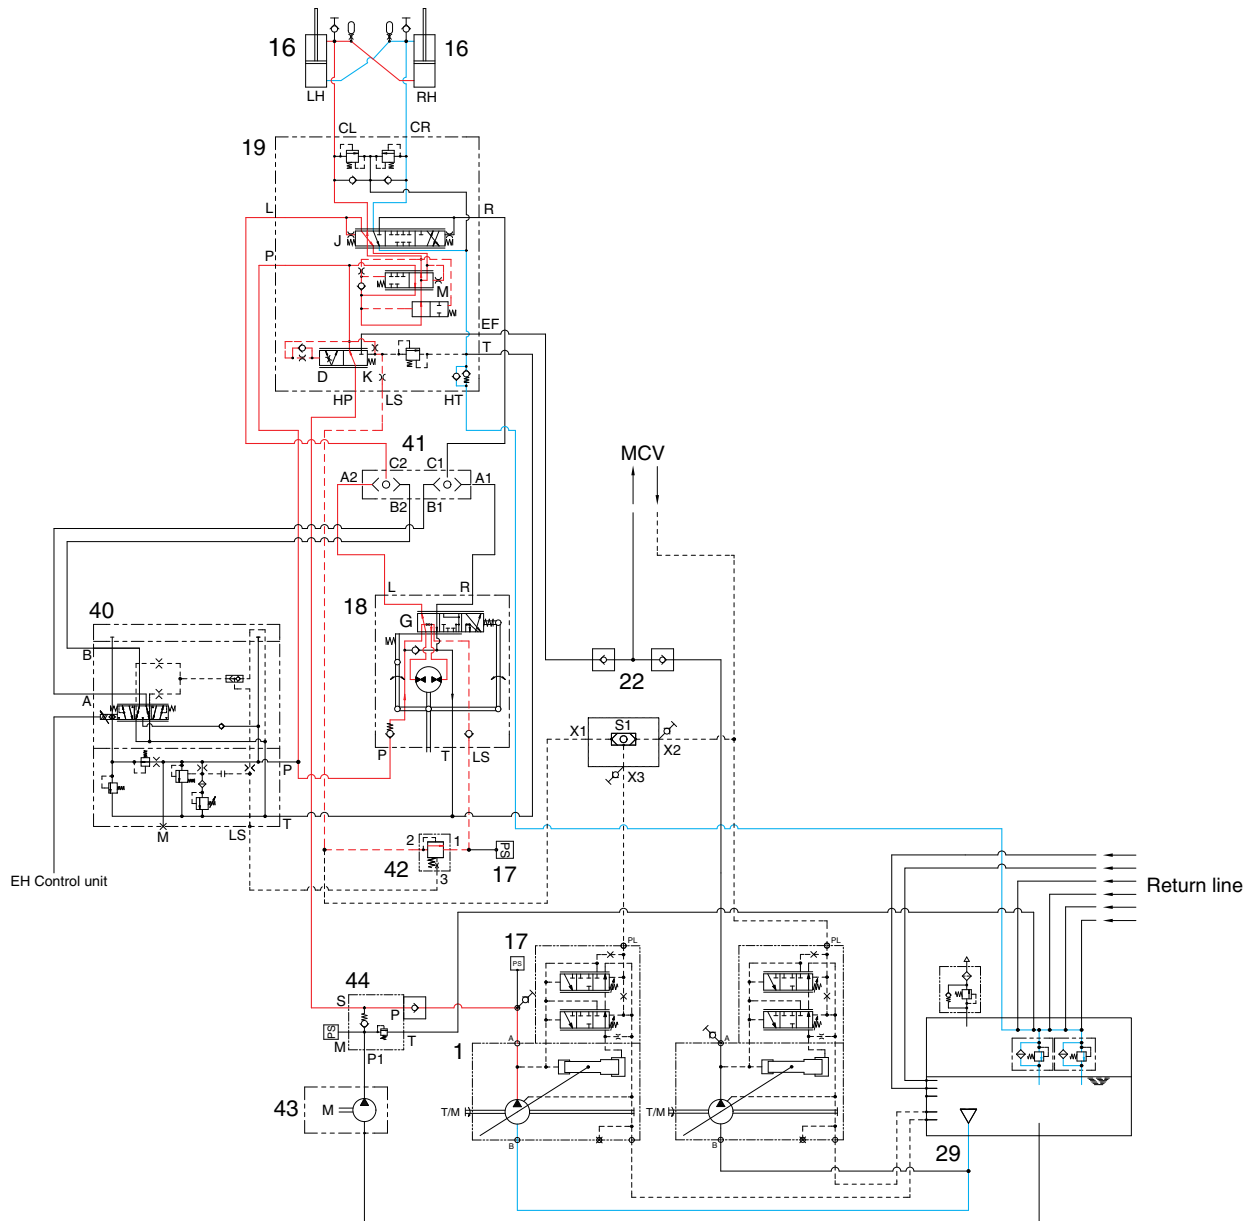 16
16
LH
RH
CL
CR
19
L
R
J
P
M
EF
T
D
K
HP
LS
HT
41
C2
C1
A2
A1
B2
B1
MCV
L
R
18
G
40
B
A
22
P
T
LS
S1
X1
X2
X3
P
M
LS
T
2
1
42
3
PS
17
EH Control unit
Return line
17
PS
PL
PL
44
S
P
PS
M
T
P1
1
A
A
43
M
T/M
T/M
B
B
29